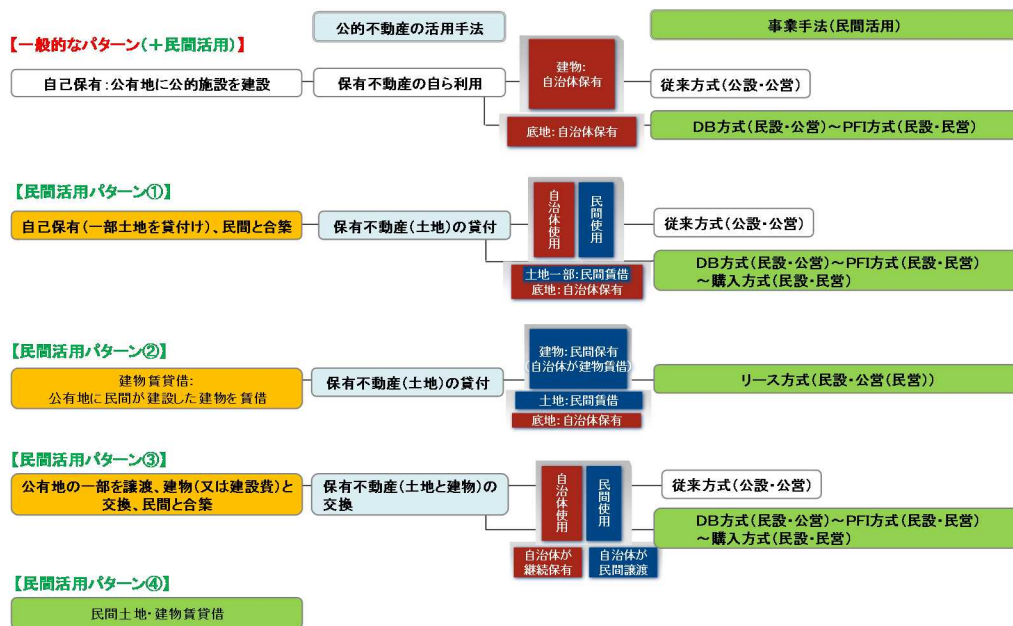 公的不動産の活用手法
事業手法(民間活用)
【一般的なパターン(+民間活用)】
自己保有:公有地に公的施設を建設
保有不動産の自ら利用
建物:
自治体保有
従来方式(公設・公営)
底地:自治体保有
DB方式(民設・公営)~PFI方式(民設・民営)
【民間活用パターン①】
自己保有(一部土地を貸付け)、民間と合築
保有不動産(土地)の貸付
自治体使用
民間使用
従来方式(公設・公営)
土地一部:民間賃借
底地:自治体保有
DB方式(民設・公営)~PFI方式(民設・民営)
~購入方式(民設・民営)
【民間活用パターン②】
建物賃貸借:
公有地に民間が建設した建物を賃借
保有不動産(土地)の貸付
建物:民間保有
(自治体が建物賃借)
土地:民間賃借
底地:自治体保有
リース方式(民設・公営(民営))
【民間活用パターン③】
公有地の一部を譲渡、建物(又は建設費)と
交換、民間と合築
保有不動産(土地と建物)の
交換
自治体使用
民間使用
従来方式(公設・公営)
自治体が
継続保有
自治体が
民間譲渡
DB方式(民設・公営)~PFI方式(民設・民営)
~購入方式(民設・民営)
【民間活用パターン④】
民間土地・建物賃貸借